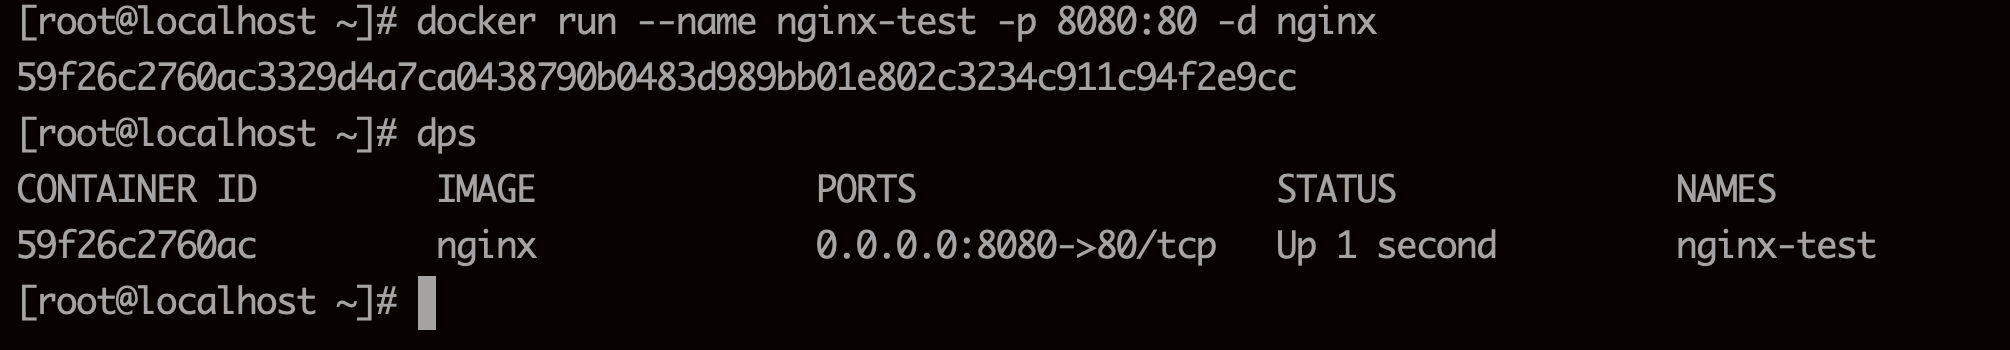 [root@localhost ~]# docker run --name nginx-test -p 8080:80 -d nginx
59f26c2760ac3329d4a7ca0438790b0483d989bb01e802c3234c911c94f2e9cc
[root@localhost ~]# dps
CONTAINER ID IMAGE PORTS STATUS NAMES
59f26c2760ac nginx 0.0.0.0:8080->80/tcp Up 1 second nginx-test
[root@localhost ~]#